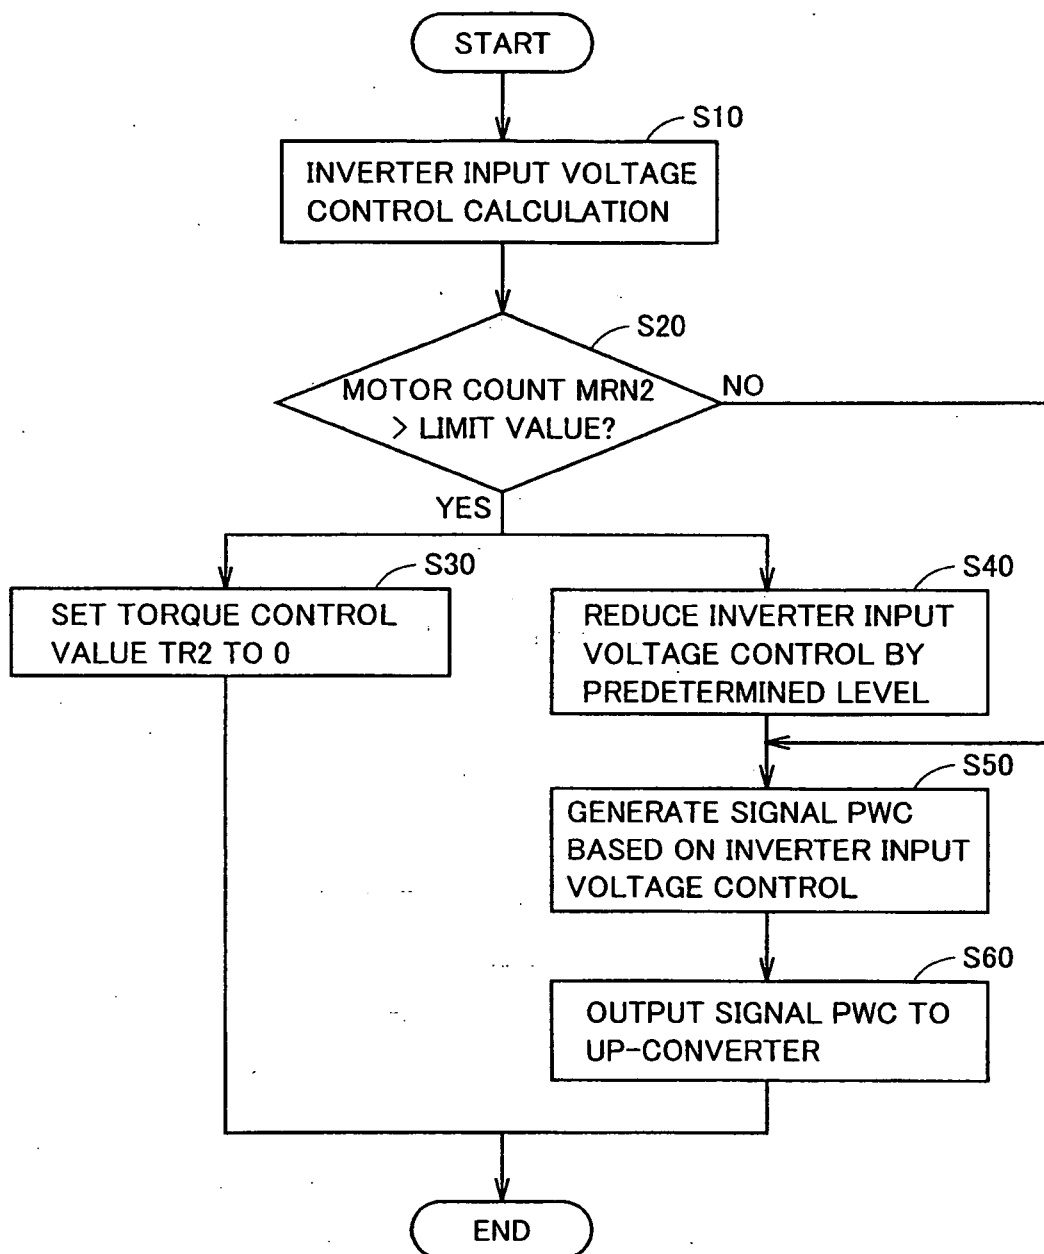 START
S10
INVERTER INPUT VOLTAGE
CONTROL CALCULATION
S20
MOTOR COUNT MRN2
> LIMIT VALUE?
NO
YES
S30
SET TORQUE CONTROL
VALUE TR2 TO 0
S40
REDUCE INVERTER INPUT
VOLTAGE CONTROL BY
PREDETERMINED LEVEL
S50
GENERATE SIGNAL PWC
BASED ON INVERTER INPUT
VOLTAGE CONTROL
S60
OUTPUT SIGNAL PWC TO
UP-CONVERTER
END